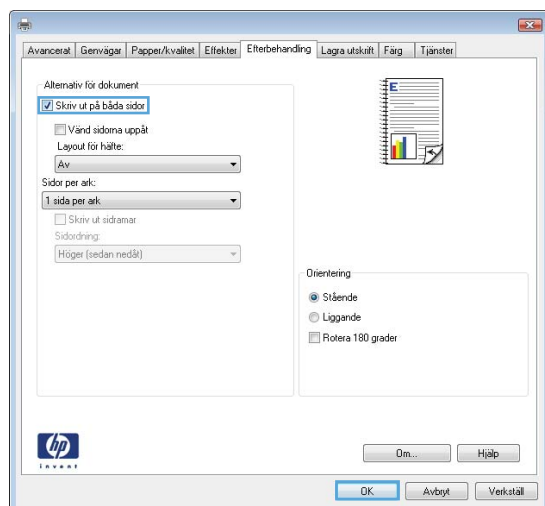 Avancerat Genvägar Papper/kvalitet Effekter Efterbehandling Lagra utskrift Färg Tjänster
Alternativ för dokument
Skriv ut på båda sidor
Vänd sidorna uppåt
Layout för häfte:
Av
Sidor per ark:
1 sida per ark
Skriv ut sidramar
Sidordning:
Höger (sedan nedåt)
E
Orientering
Stående
Liggande
Rotera 180 grader
hp
invent
Om... Hjälp
OK Avbryt Verkställ